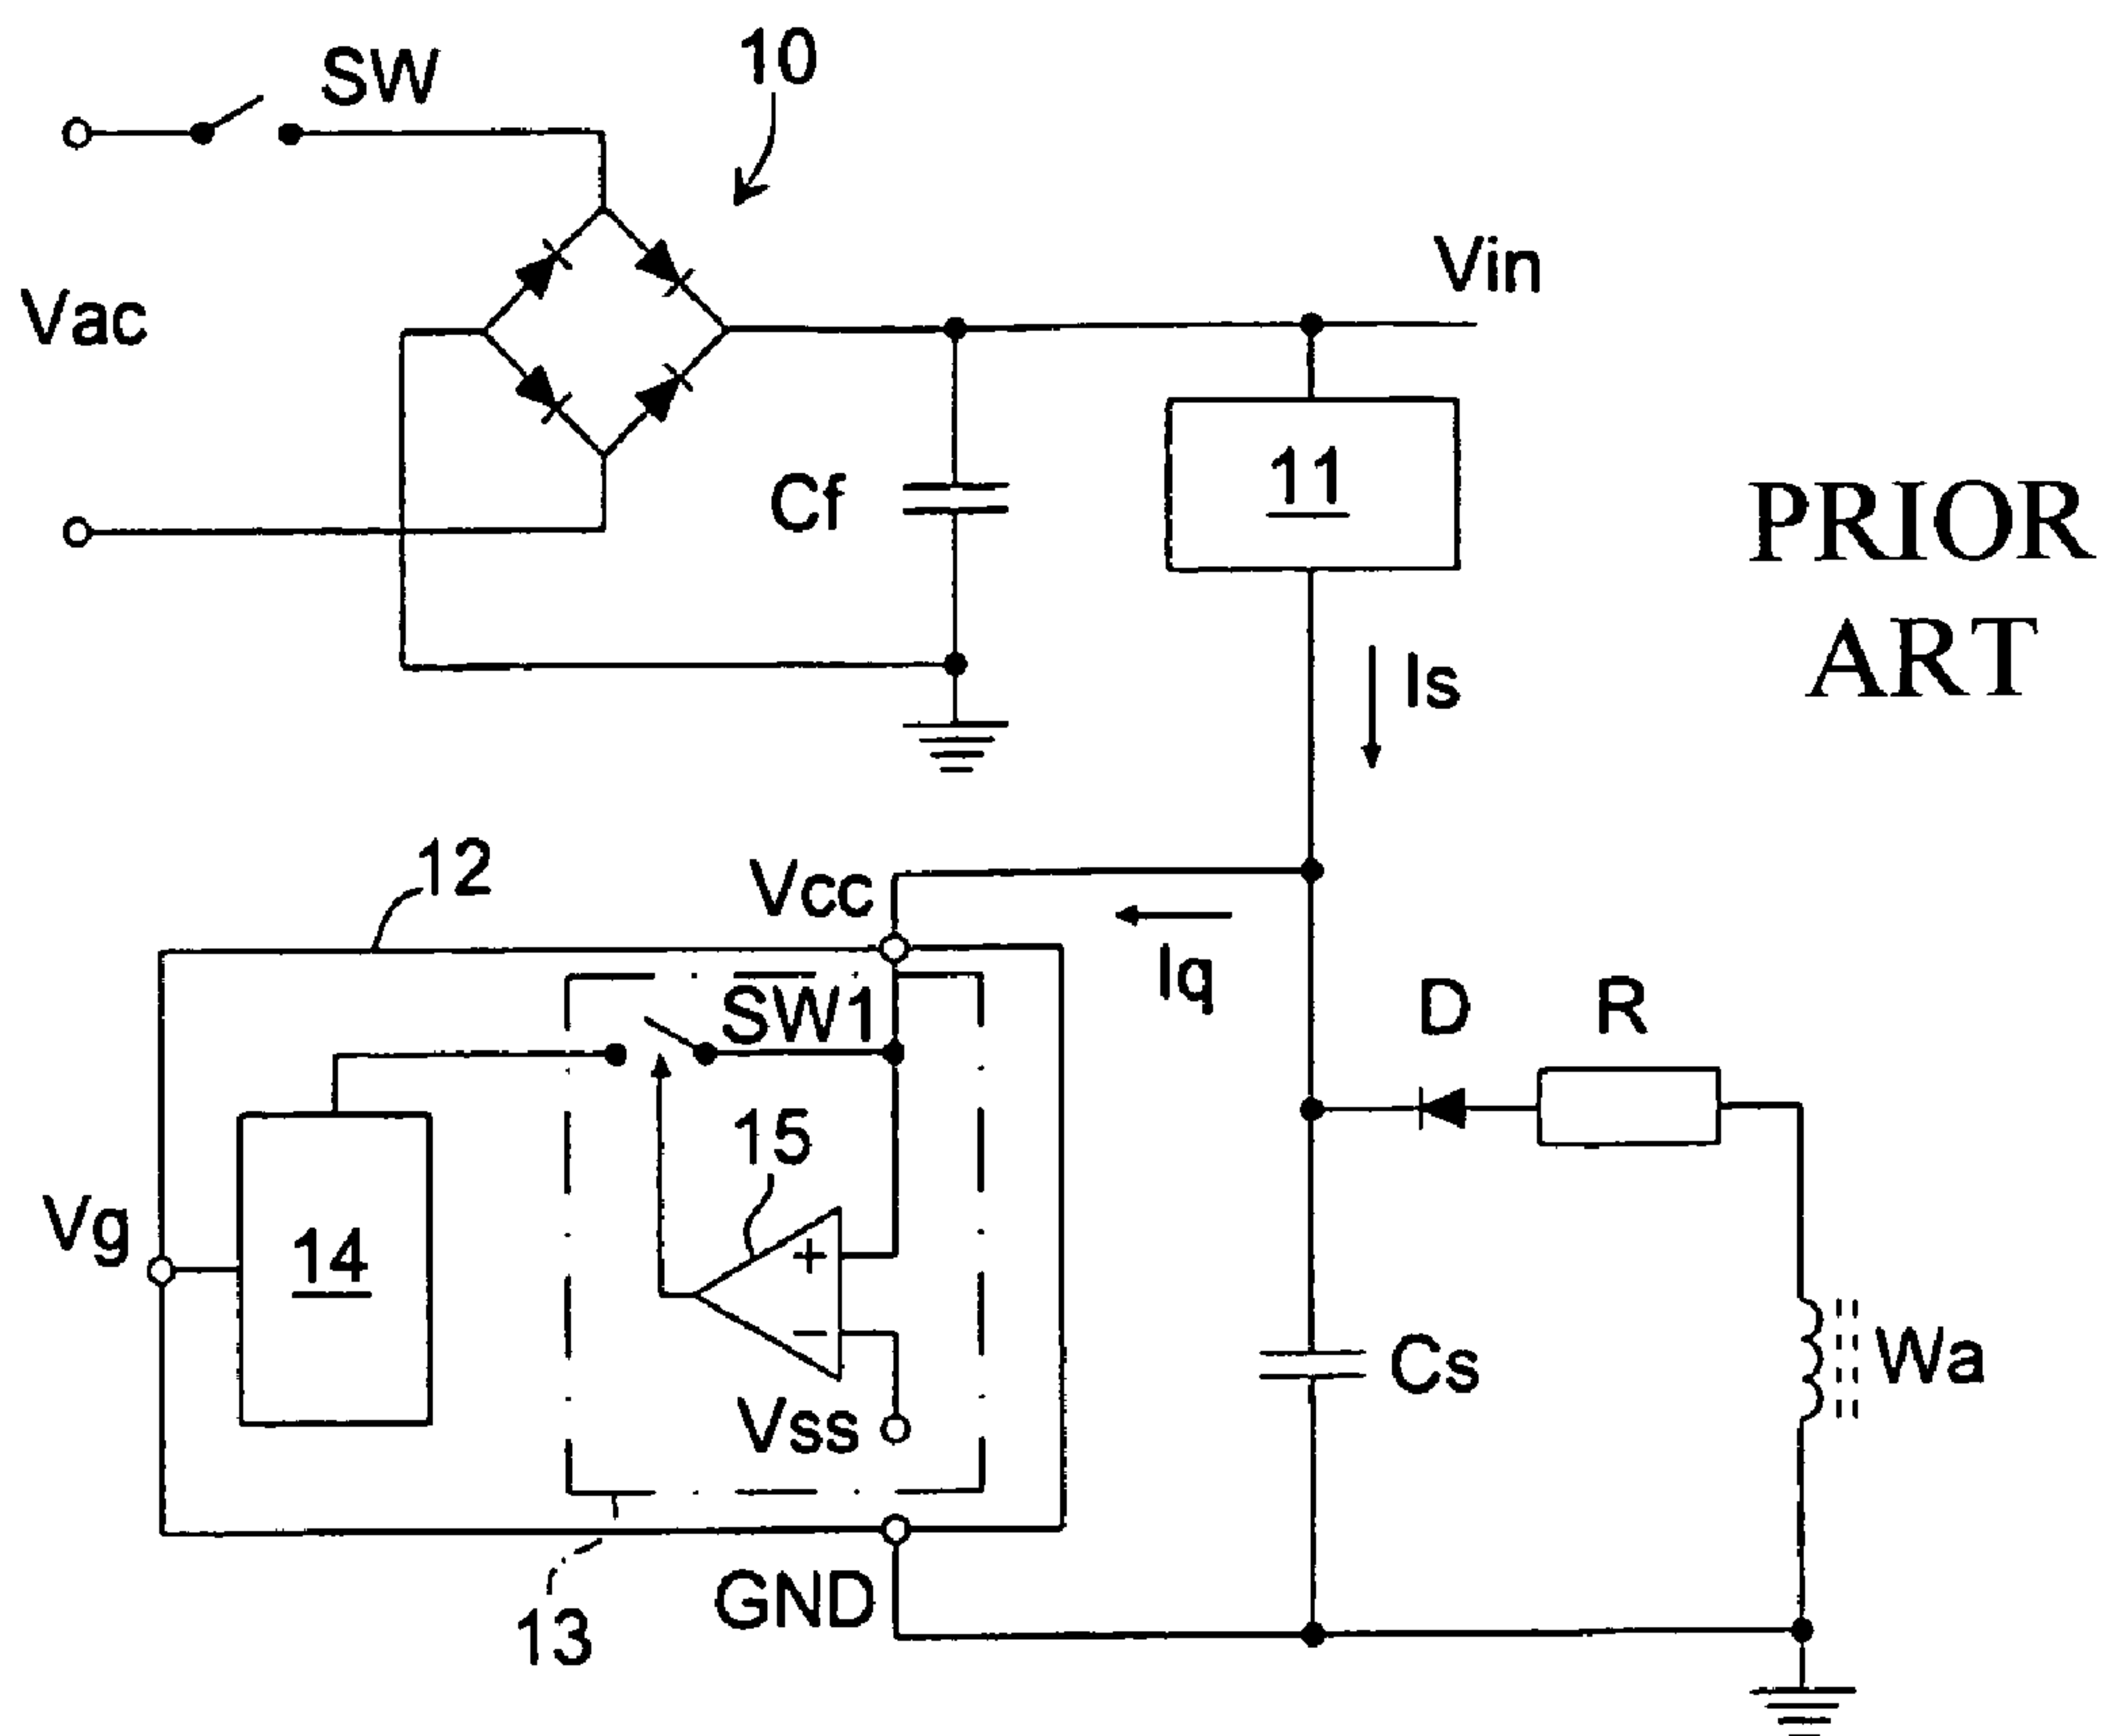 SW
10
Vac
Vin
Cf
11
PRIOR
ART
Is
12
Vcc
Iq
SW1
D
R
15
Vg
14
+
−
Vss
Cs
Wa
GND
13